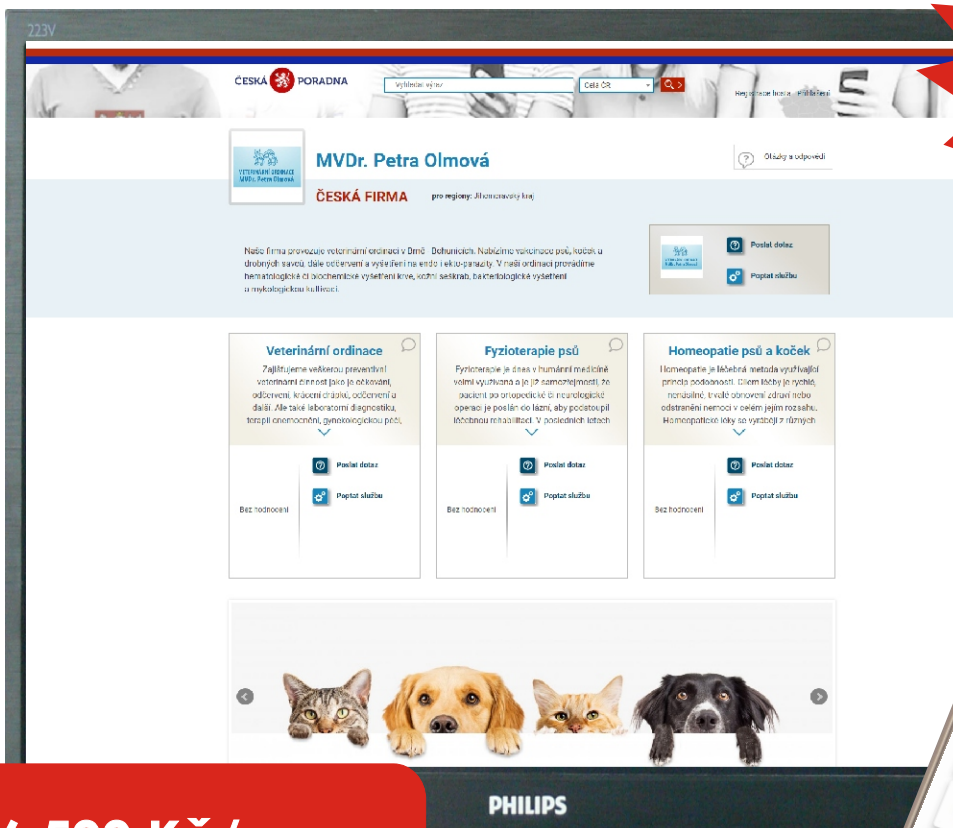 223V
ČESKÁ PORADNA
Vyhledat výraz
Celá ČR
Registrace hosta Přihlášení
VETERINÁRNÍ ORDINACE
MVDr. Petra Olmová
MVDr. Petra Olmová
Otázky a odpovědi
ČESKÁ FIRMA
pro regiony: Jihomoravský kraj
Naše firma provozuje veterinární ordinaci v Brně - Bohunicích. Nabízíme vakcinace psů, koček a
drobných savců, dále odčervení a vyšetření na endo i ekto-parazity. V naší ordinaci provádíme
hematologické či biochemické vyšetření krve, kožní seškrab, bakteriologické vyšetření
a mykologickou kultivaci.
Poslat dotaz
Poptat službu
Veterinární ordinace
Zajišťujeme veškerou preventivní
veterinární činnost jako je očkování,
odčervení, krácení drápků, odčervení a
další. Ale také laboratorní diagnostiku,
terapii onemocnění, gynekologickou péči,
Poslat dotaz
Poptat službu
Bez hodnocení
Fyzioterapie psů
Fyzioterapie je dnes v humánní medicíně
velmi využívaná a je již samozřejmostí, že
pacient po ortopedické či neurologické
operaci je poslán do lázní, aby podstoupil
léčebnou rehabilitaci. V posledních letech
Poslat dotaz
Poptat službu
Bez hodnocení
Homeopatie psů a koček
Homeopatie je léčebná metoda využívající
princip podobnosti. Cílem léčby je rychlé,
nenásilné, trvalé obnovení zdraví nebo
odstranění nemoci v celém jejím rozsahu.
Homeopatické léky se vyrábějí z různých
Poslat dotaz
Poptat službu
Bez hodnocení
PHILIPS